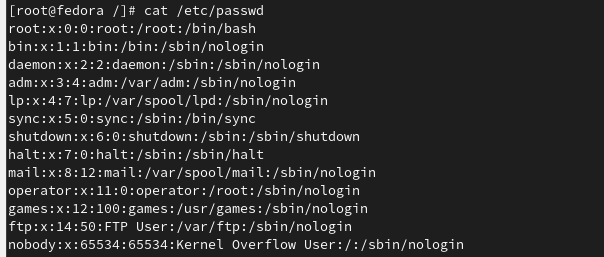 [root@fedora /]# cat /etc/passwd
root:x:0:0:root:/root:/bin/bash
bin:x:1:1:bin:/bin:/sbin/nologin
daemon:x:2:2:daemon:/sbin:/sbin/nologin
adm:x:3:4:adm:/var/adm:/sbin/nologin
lp:x:4:7:lp:/var/spool/lpd:/sbin/nologin
sync:x:5:0:sync:/sbin:/bin/sync
shutdown:x:6:0:shutdown:/sbin:/sbin/shutdown
halt:x:7:0:halt:/sbin:/sbin/halt
mail:x:8:12:mail:/var/spool/mail:/sbin/nologin
operator:x:11:0:operator:/root:/sbin/nologin
games:x:12:100:games:/usr/games:/sbin/nologin
ftp:x:14:50:FTP User:/var/ftp:/sbin/nologin
nobody:x:65534:65534:Kernel Overflow User:/:/sbin/nologin